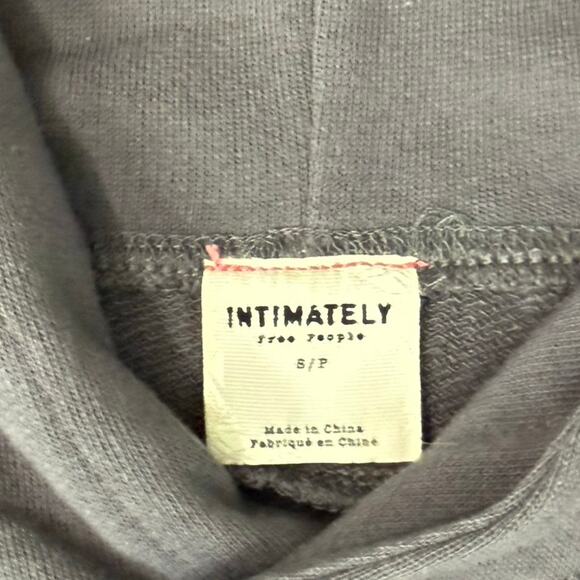 INTIMATELY
Free People
S/P
Made in China
Fabriqué en Chine